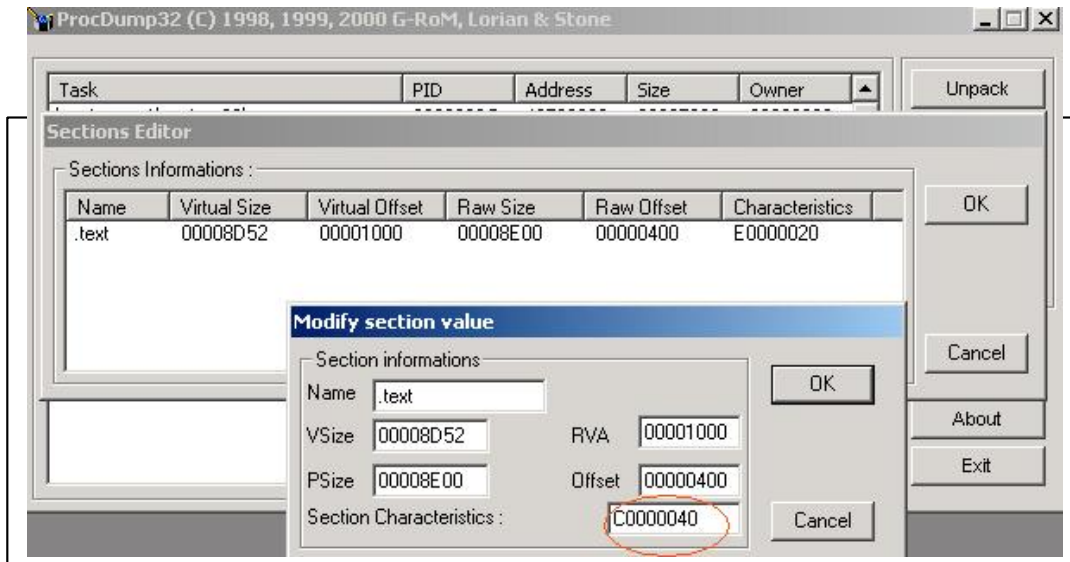 ProcDump32 (C) 1998, 1999, 2000 G-RoM, Lorian & Stone
Task PID Address Size Owner
Unpack
Sections Editor
Sections Informations :
Name Virtual Size Virtual Offset Raw Size Raw Offset Characteristics
.text 00008D52 00001000 00008E00 00000400 E0000020
OK
Cancel
Modify section value
Section informations
Name .text
OK
VSize 00008D52 RVA 00001000
PSize 00008E00 Offset 00000400
Section Characteristics : C0000040
Cancel
About
Exit